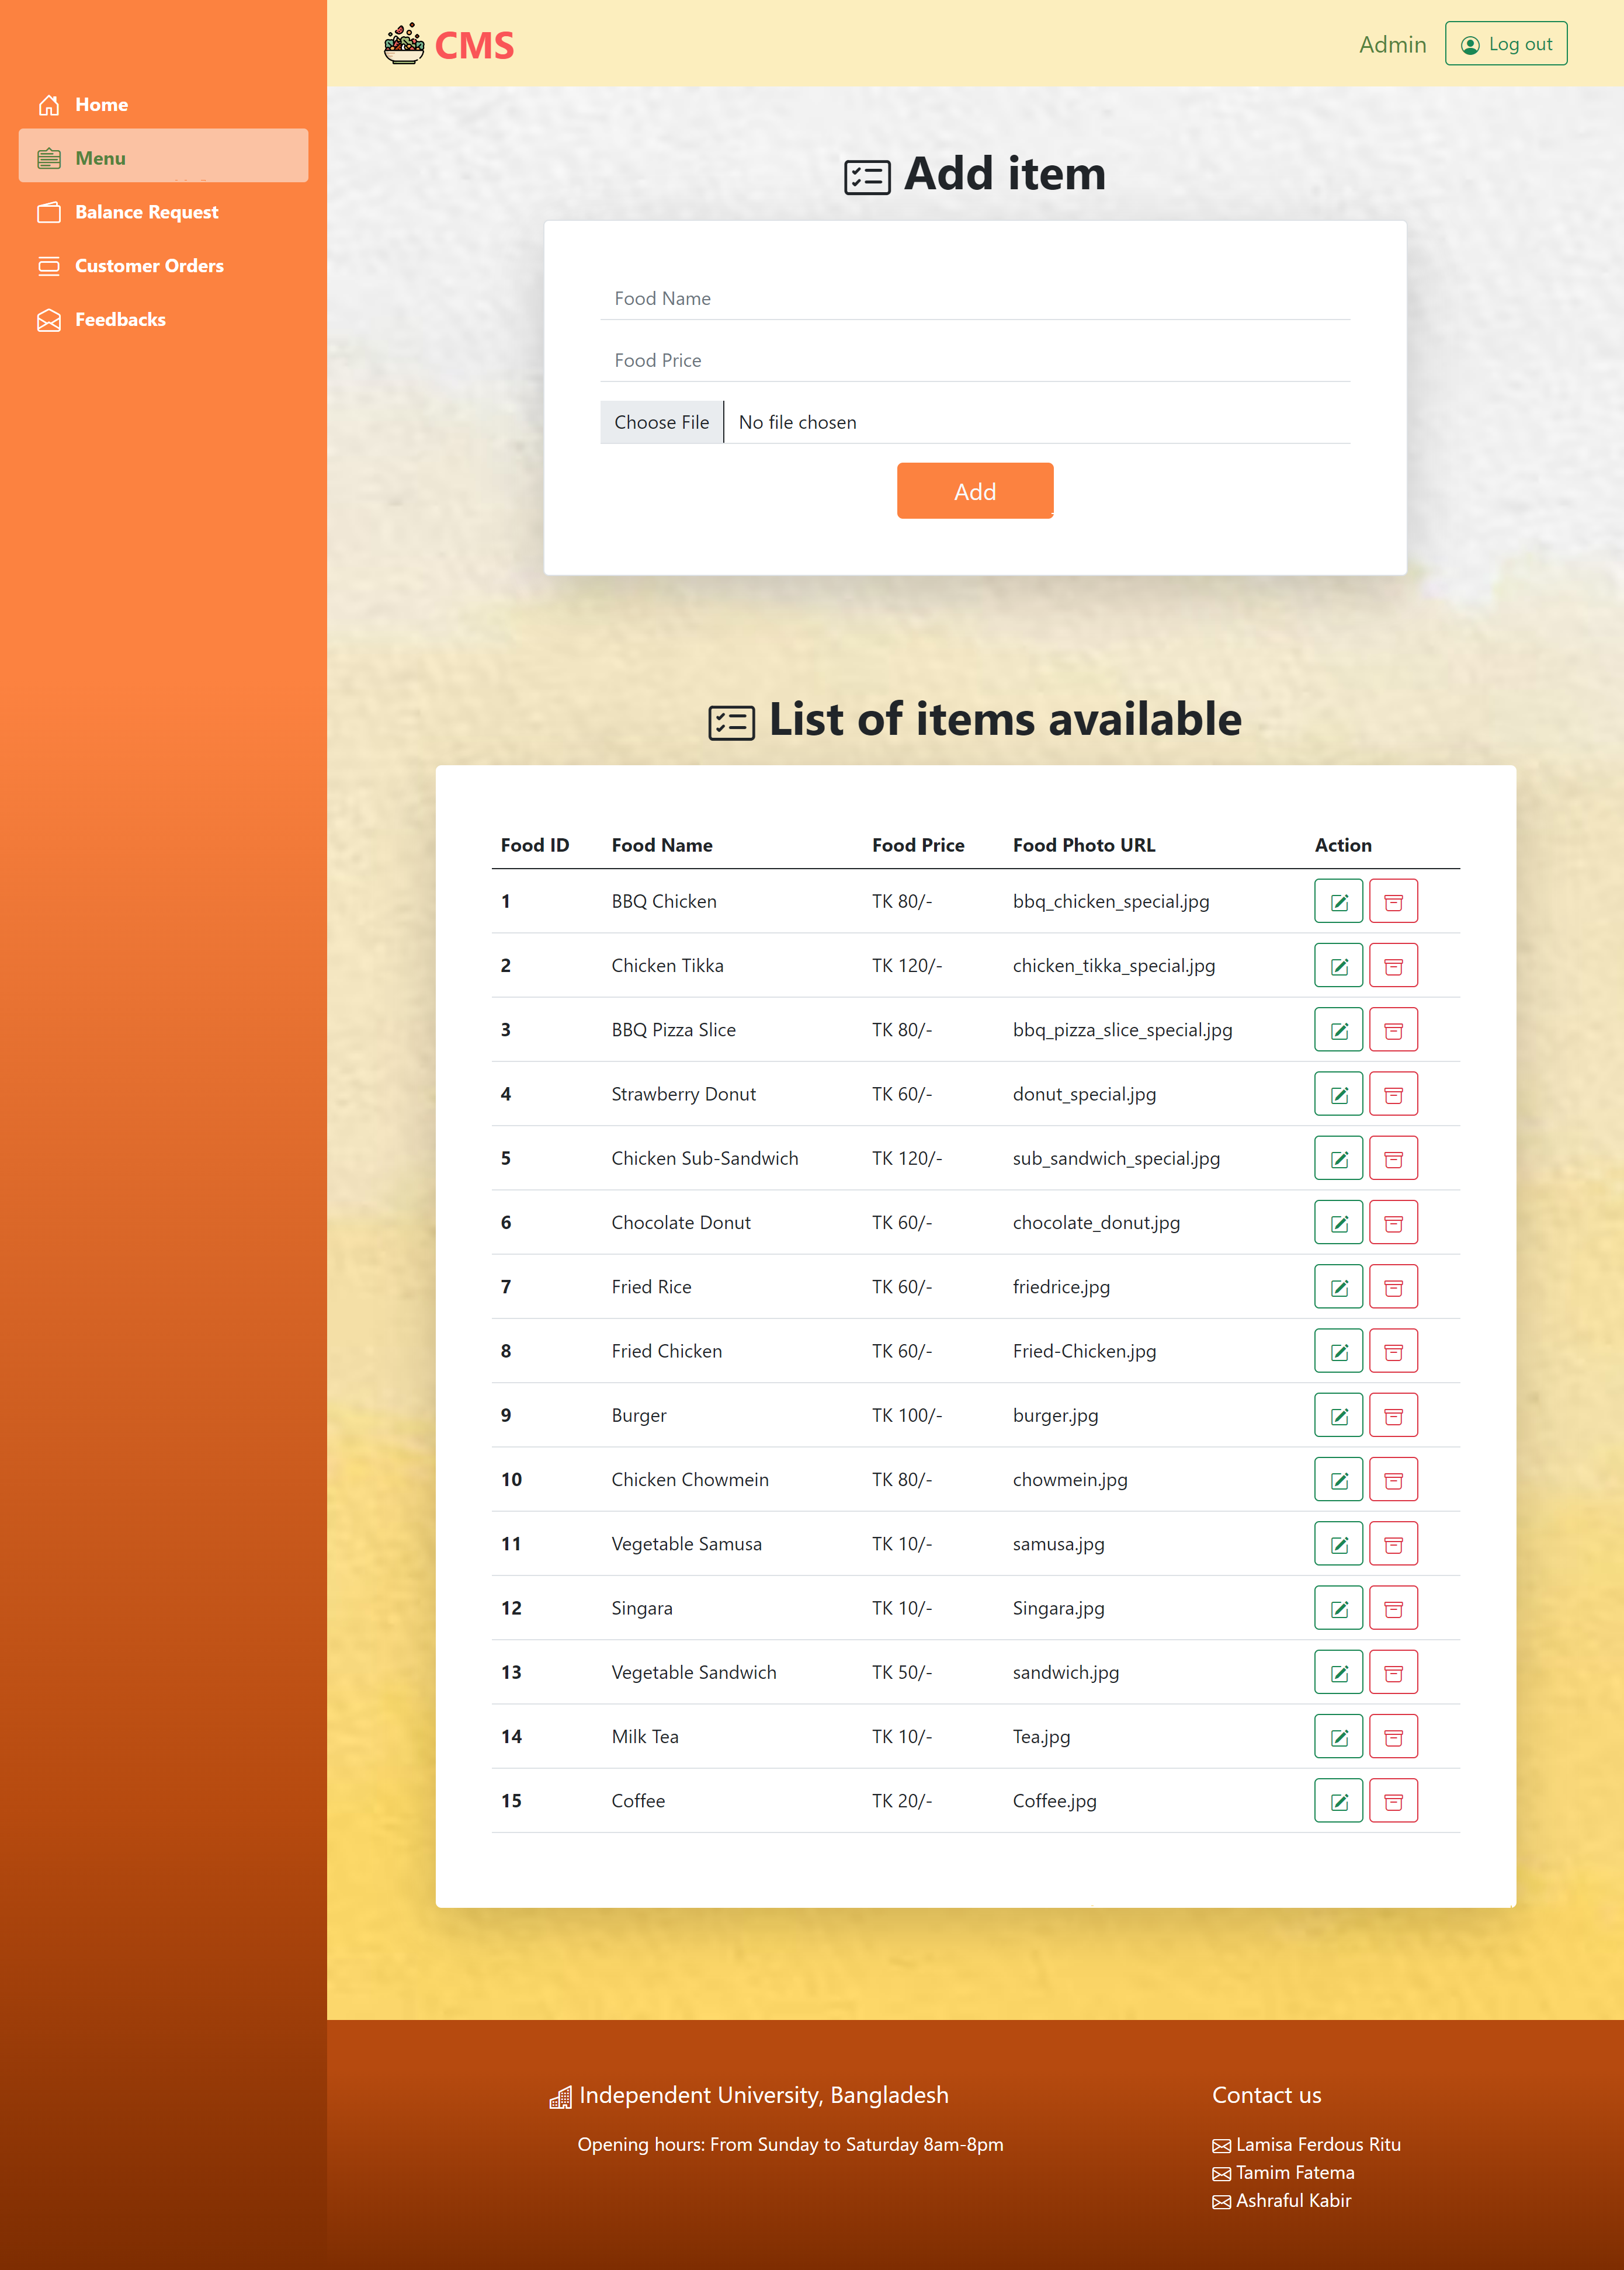 CMS
Admin
Log out
Home
Menu
Balance Request
Customer Orders
Feedbacks
Add item
Food Name
Food Price
Choose File No file chosen
Add
List of items available
Food ID Food Name Food Price Food Photo URL Action
1 BBQ Chicken TK 80/- bbq_chicken_special.jpg
2 Chicken Tikka TK 120/- chicken_tikka_special.jpg
3 BBQ Pizza Slice TK 80/- bbq_pizza_slice_special.jpg
4 Strawberry Donut TK 60/- donut_special.jpg
5 Chicken Sub-Sandwich TK 120/- sub_sandwich_special.jpg
6 Chocolate Donut TK 60/- chocolate_donut.jpg
7 Fried Rice TK 60/- friedrice.jpg
8 Fried Chicken TK 60/- Fried-Chicken.jpg
9 Burger TK 100/- burger.jpg
10 Chicken Chowmein TK 80/- chowmein.jpg
11 Vegetable Samusa TK 10/- samusa.jpg
12 Singara TK 10/- Singara.jpg
13 Vegetable Sandwich TK 50/- sandwich.jpg
14 Milk Tea TK 10/- Tea.jpg
15 Coffee TK 20/- Coffee.jpg
Independent University, Bangladesh
Opening hours: From Sunday to Saturday 8am-8pm
Contact us
Lamisa Ferdous Ritu
Tamim Fatema
Ashraful Kabir